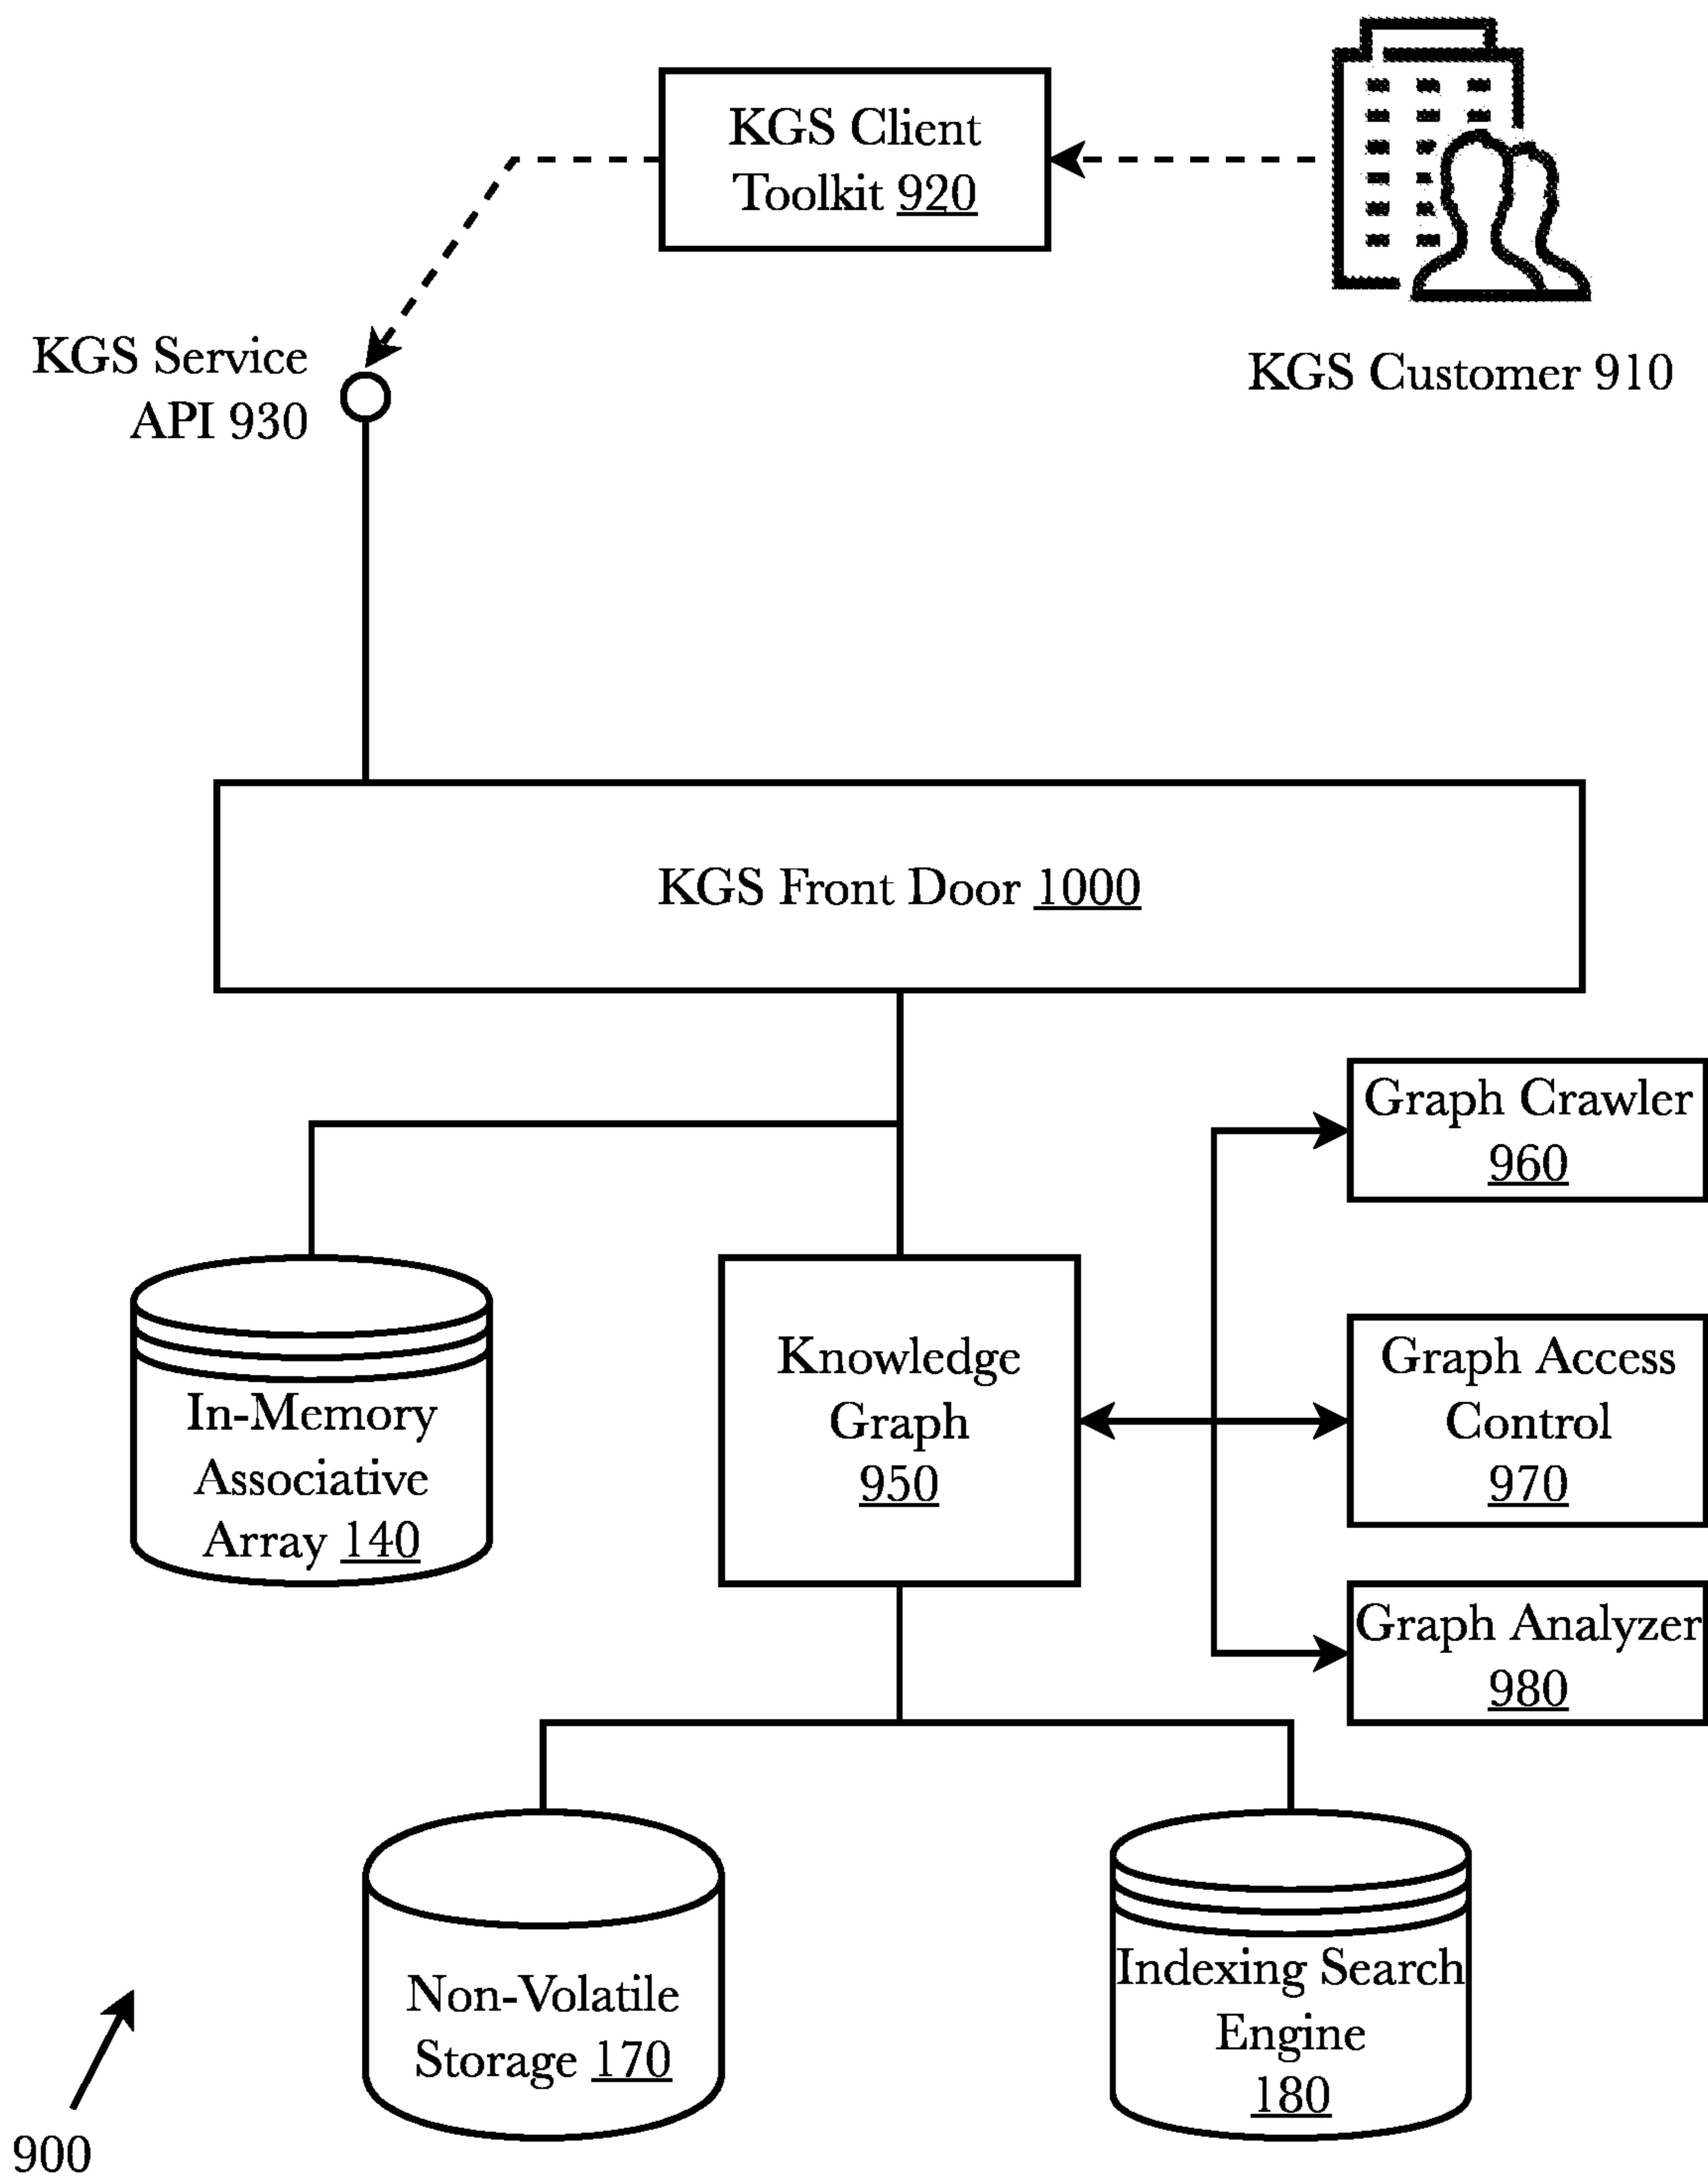 KGS Client
Toolkit 920
KGS Service
API 930
KGS Customer 910
KGS Front Door 1000
Graph Crawler
960
In-Memory
Associative
Array 140
Knowledge
Graph
950
Graph Access
Control
970
Graph Analyzer
980
Non-Volatile
Storage 170
Indexing Search
Engine
180
900